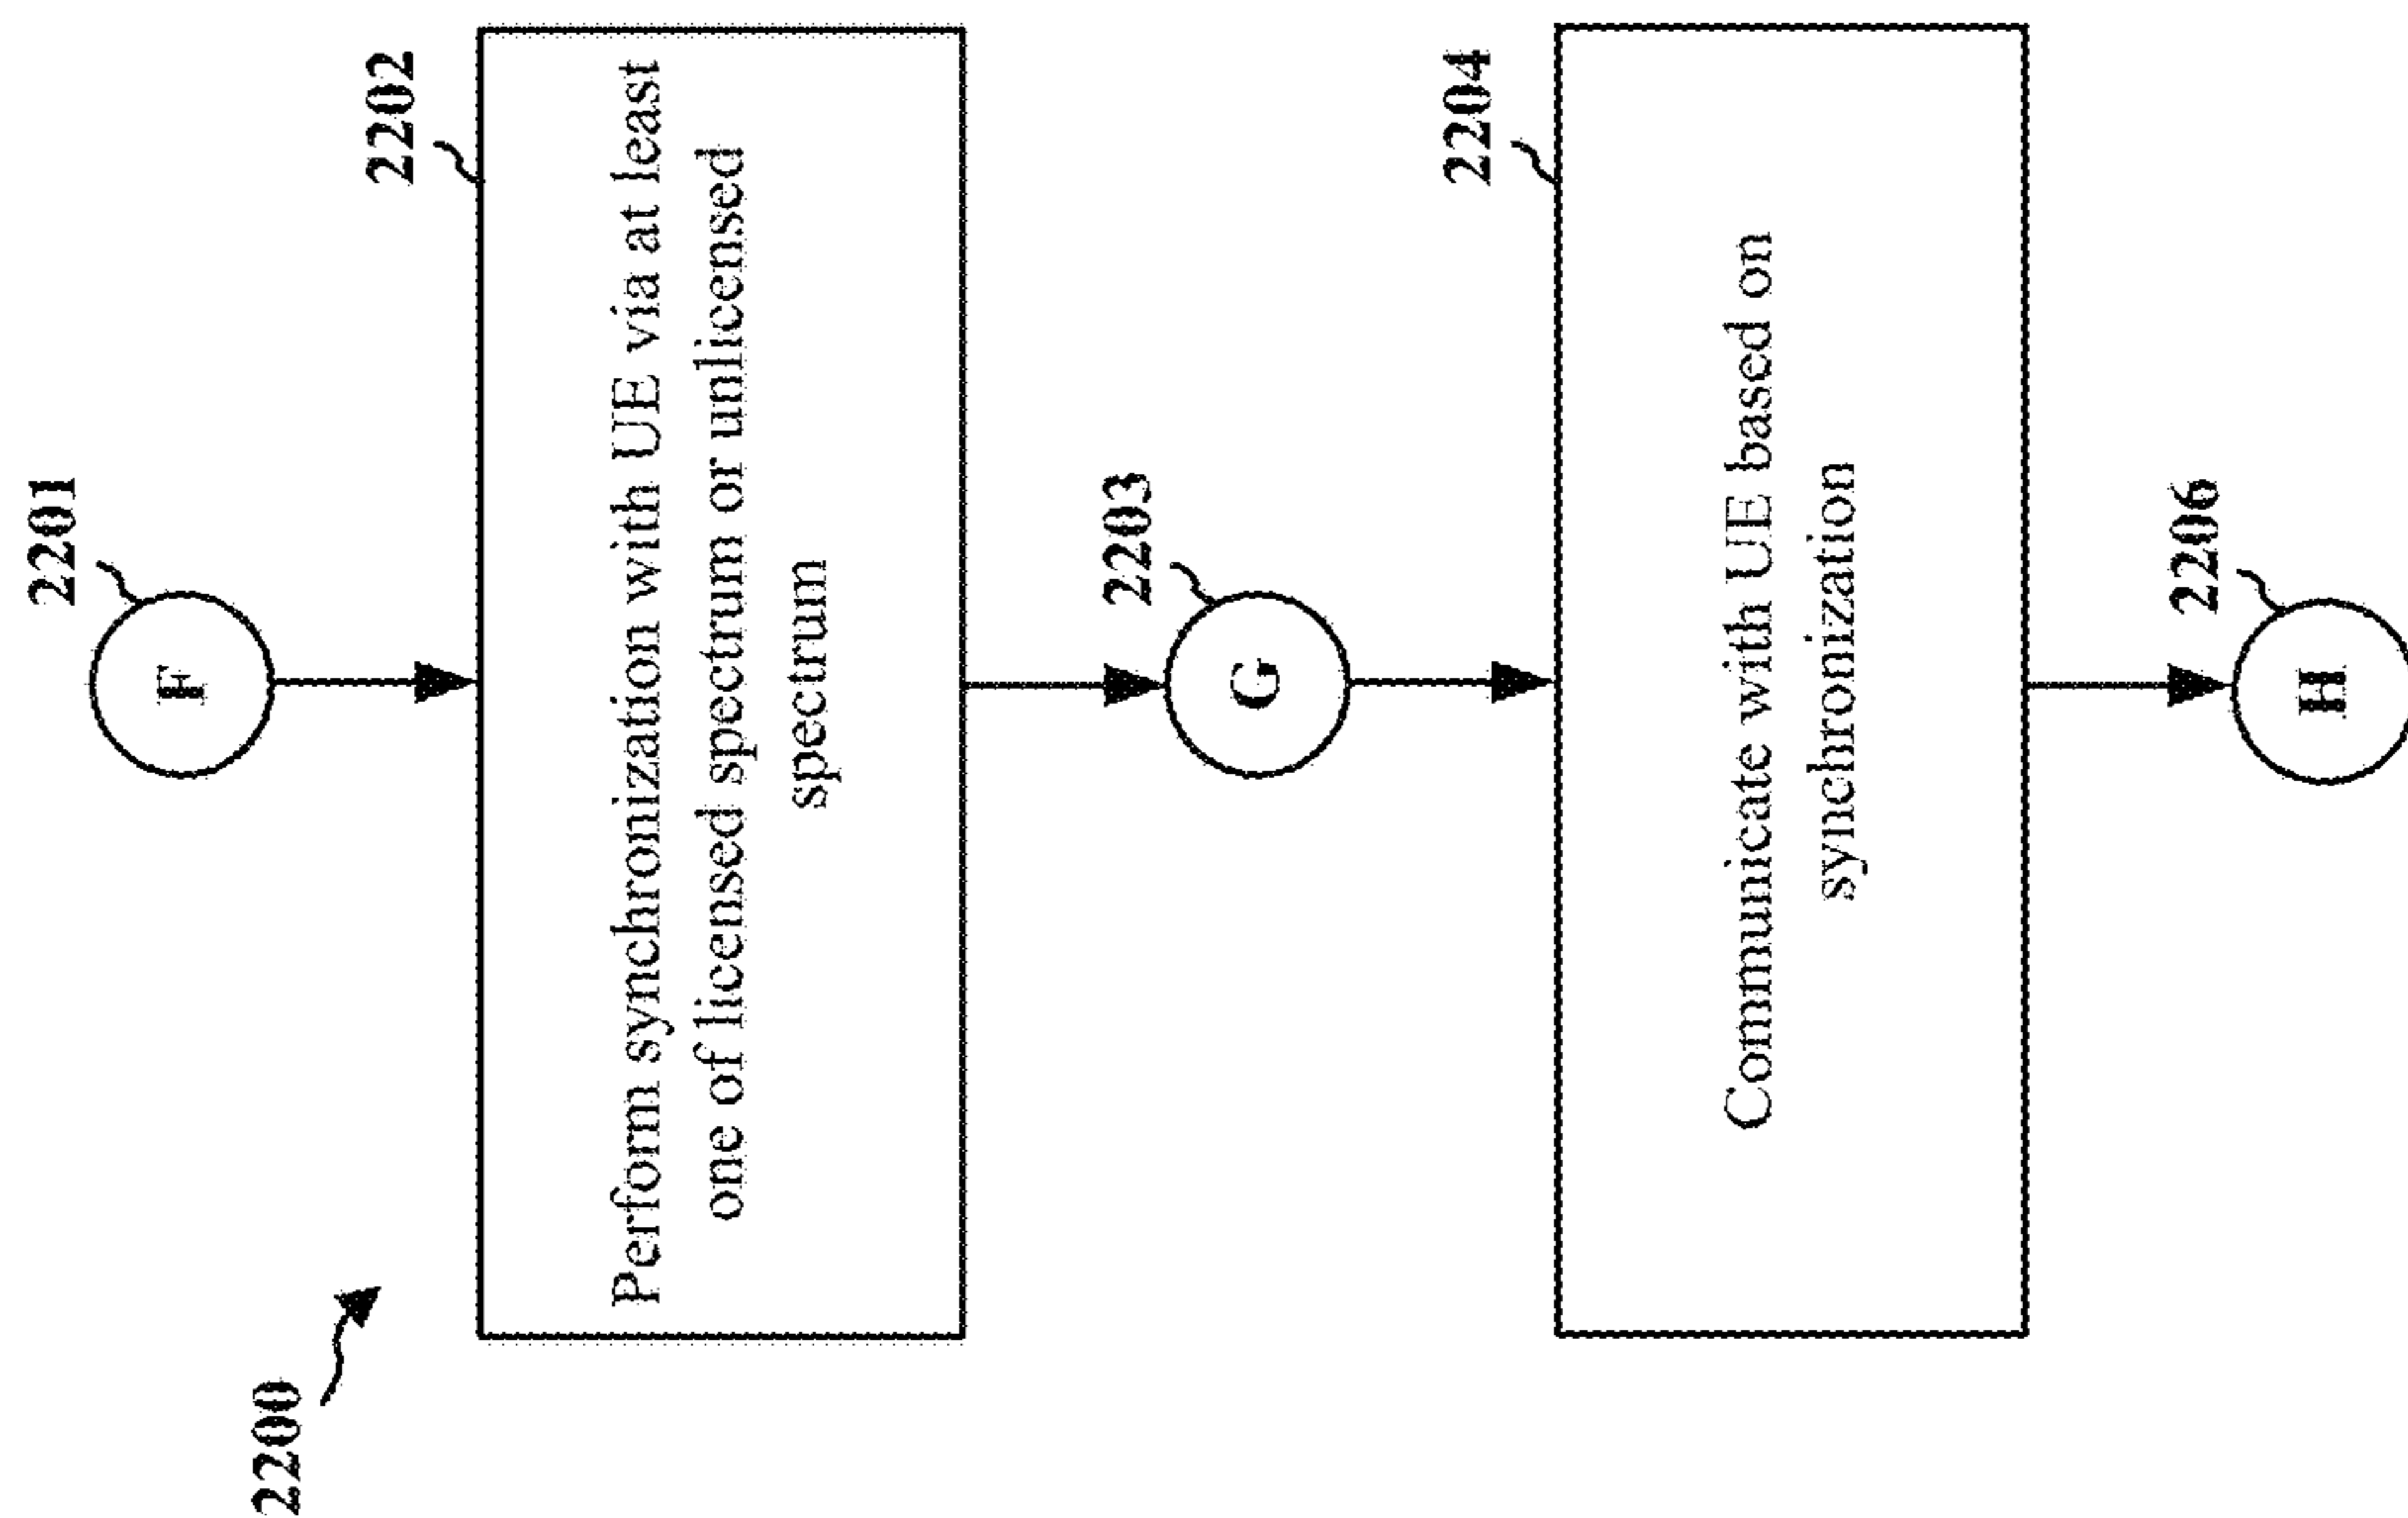 2200
2201
F
2202
Perform synchronization with UE via at least
one of licensed spectrum or unlicensed
spectrum
2203
G
2204
Communicate with UE based on
synchronization
2206
H